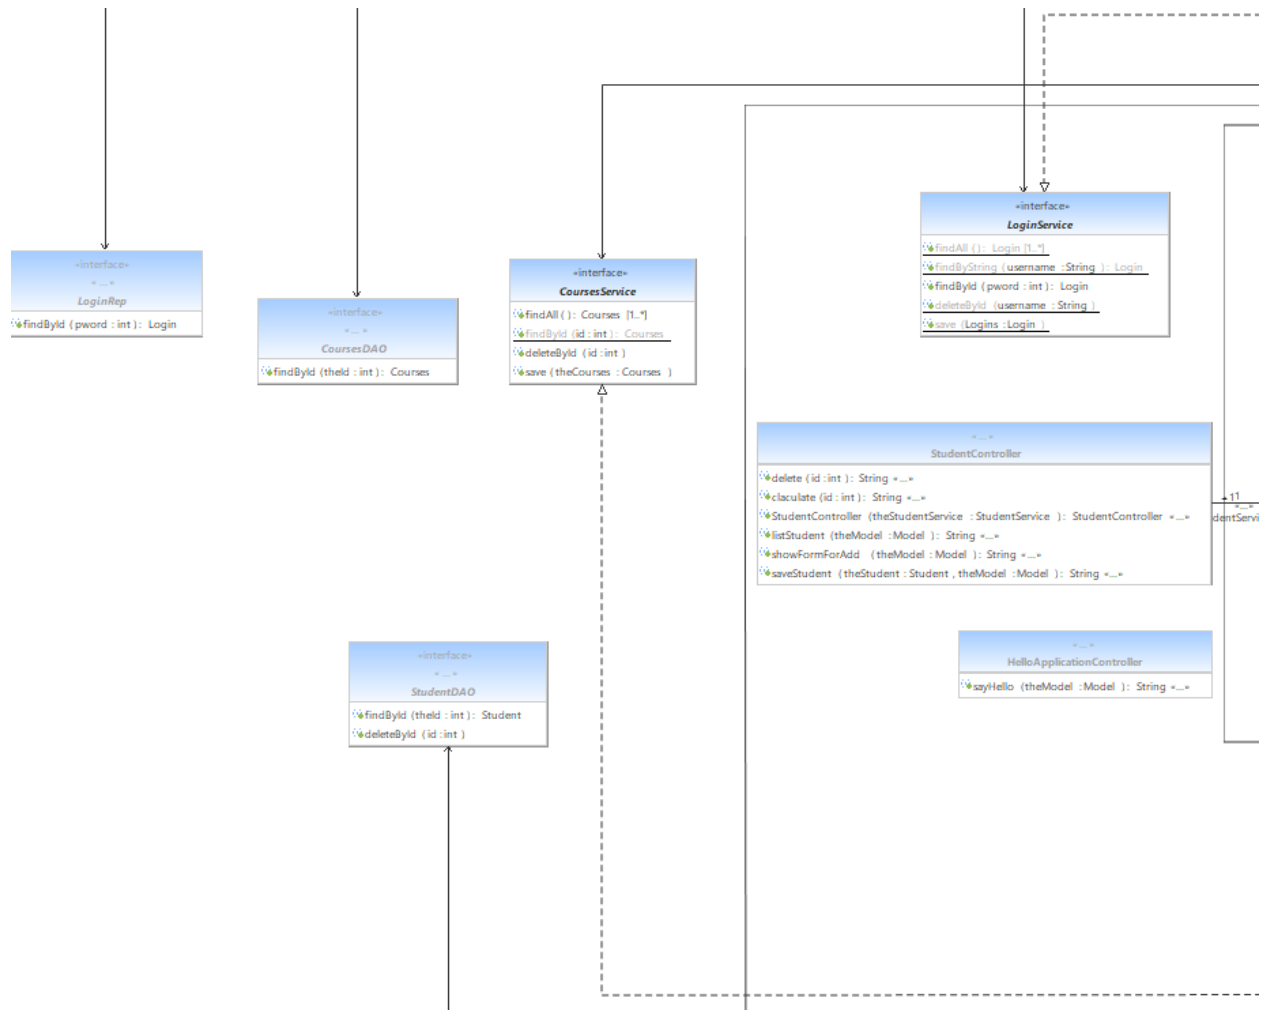 «interface»
LoginService
findAll ( ) : Login [1..*]
findByString ( username : String ) : Login
findById ( pword : int ) : Login
deleteById ( username : String )
save ( Logins : Login )
«interface»
«...»
LoginRep
findById ( pword : int ) : Login
«interface»
CoursesService
findAll ( ) : Courses [1..*]
findById ( id : int ) : Courses
deleteById ( id : int )
save ( theCourses : Courses )
«interface»
«...»
CoursesDAO
findById ( theId : int ) : Courses
«...»
StudentController
delete ( id : int ) : String «...»
claculate ( id : int ) : String «...»
StudentController ( theStudentService : StudentService ) : StudentController «...»
listStudent ( theModel : Model ) : String «...»
showFormForAdd ( theModel : Model ) : String «...»
saveStudent ( theStudent : Student , theModel : Model ) : String «...»
- 1 1
«...»
dentServi
«...»
HelloApplicationController
sayHello ( theModel : Model ) : String «...»
«interface»
«...»
StudentDAO
findById ( theId : int ) : Student
deleteById ( id : int )